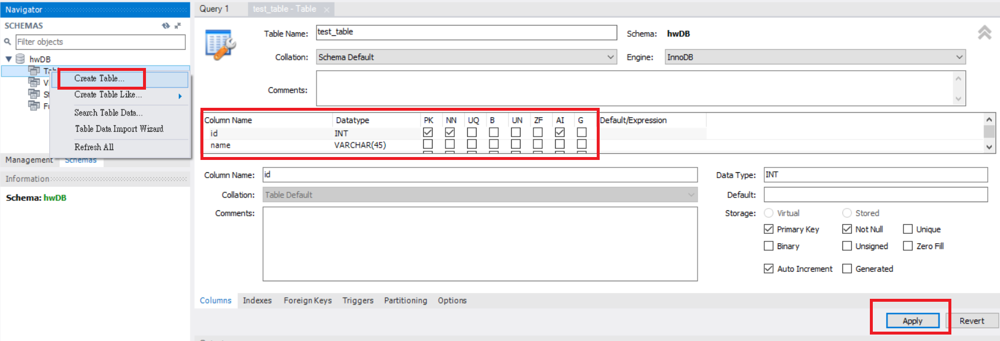 Navigator
SCHEMAS
Filter objects
hwDB
Create Table...
Create Table Like...
Search Table Data...
Table Data Import Wizard
Refresh All
Management Schemas
Information
Schema: hwDB
Query 1 test_table - Table
Table Name: test_table Schema: hwDB
Collation: Schema Default Engine: InnoDB
Comments:
Column Name Datatype PK NN UQ B UN ZF AI G Default/Expression
id INT
name VARCHAR(45)
Column Name: id Data Type: INT
Collation: Table Default Default:
Comments: Storage: Virtual Stored
Primary Key Not Null Unique
Binary Unsigned Zero Fill
Auto Increment Generated
Columns Indexes Foreign Keys Triggers Partitioning Options
Apply Revert